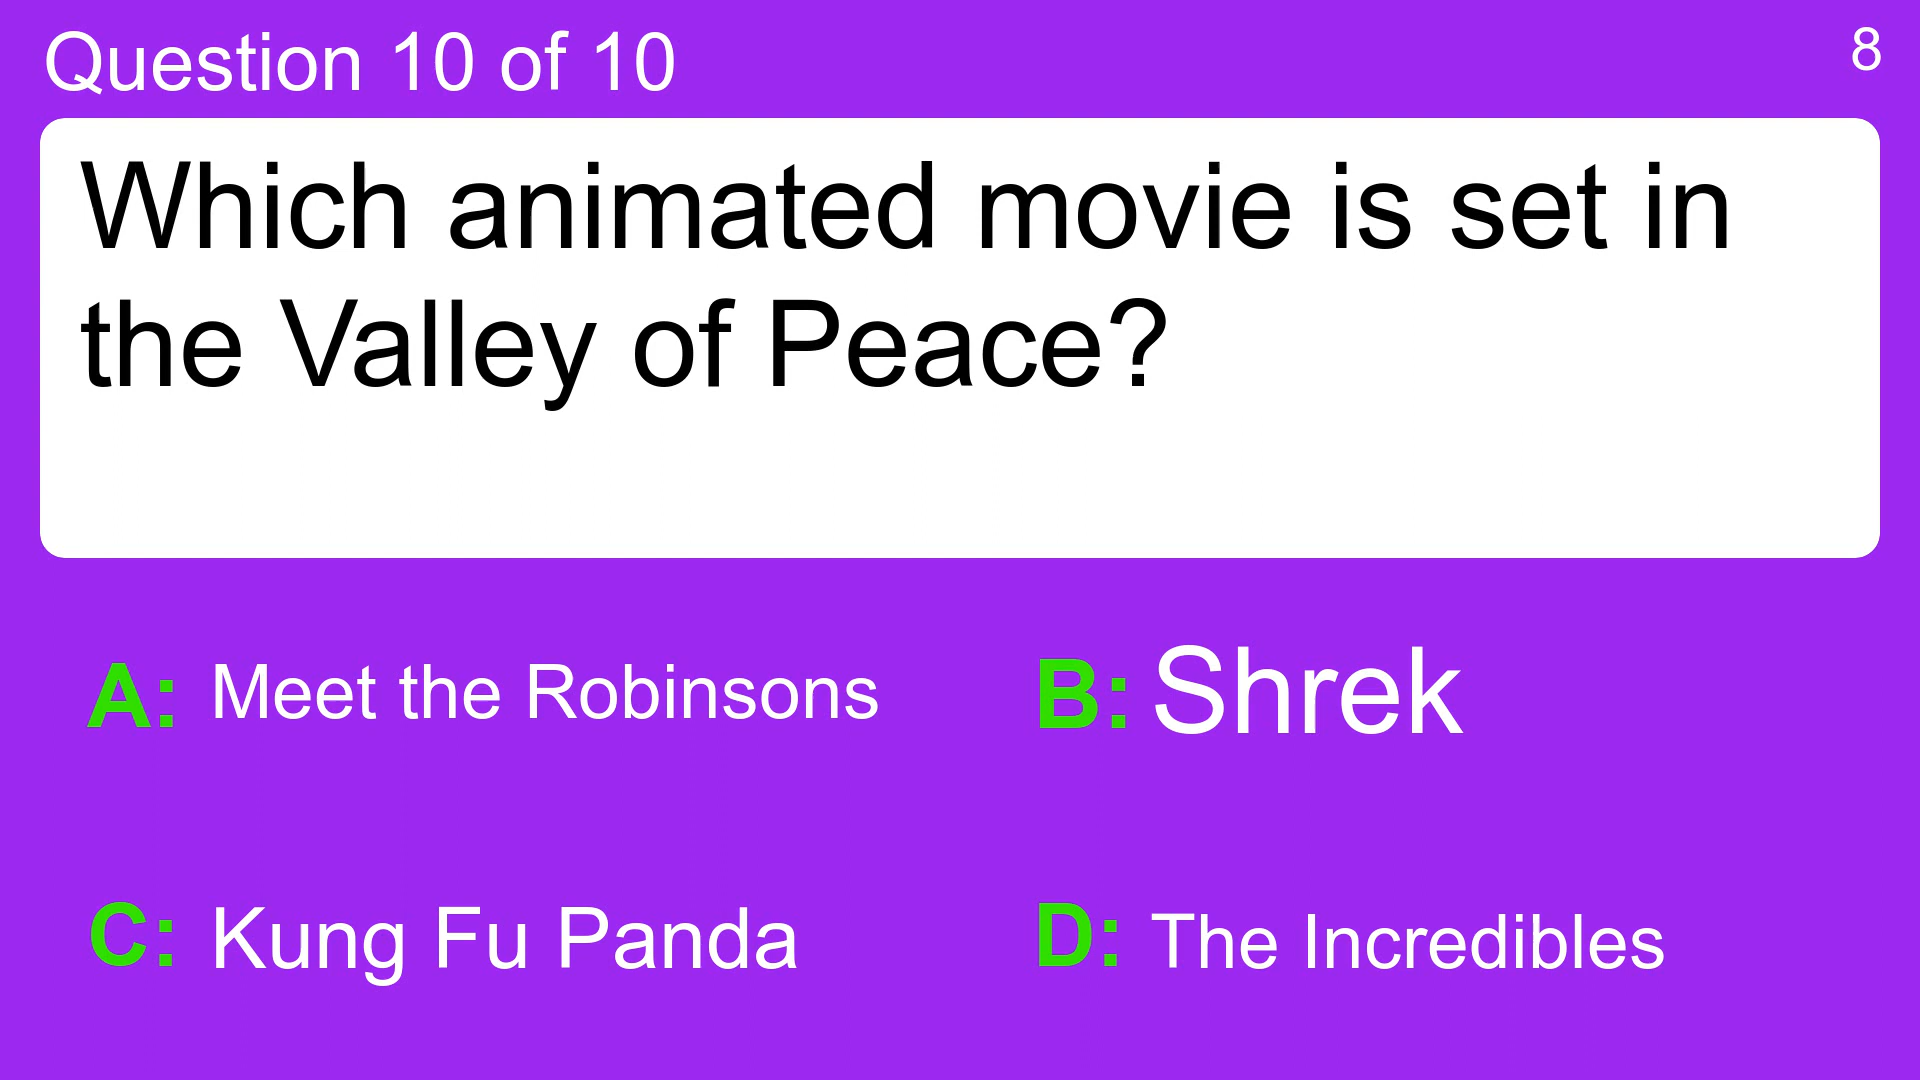 Question 10 of 10
8
Which animated movie is set in
the Valley of Peace?
A: Meet the Robinsons
B: Shrek
C: Kung Fu Panda
D: The Incredibles